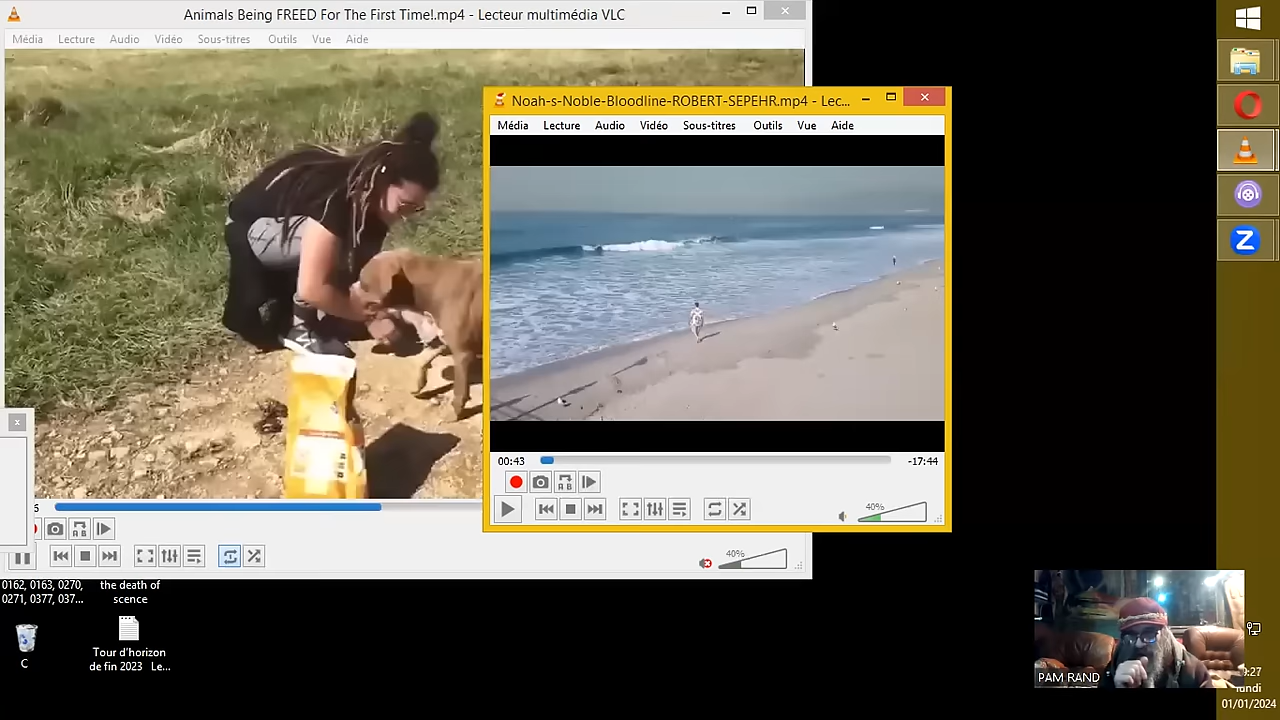 Animals Being FREED For The First Time!.mp4 - Lecteur multimédia VLC
Média Lecture Audio Vidéo Sous-titres Outils Vue Aide
Noah-s-Noble-Bloodline-ROBERT-SEPEHR.mp4 - Lec...
Média Lecture Audio Vidéo Sous-titres Outils Vue Aide
00:43 -17:44
40%
40%
0162, 0163, 0270,
0271, 0377, 037...
the death of
scence
C
Tour d'horizon
de fin 2023 Le...
PAM RAND
:27
01/01/2024